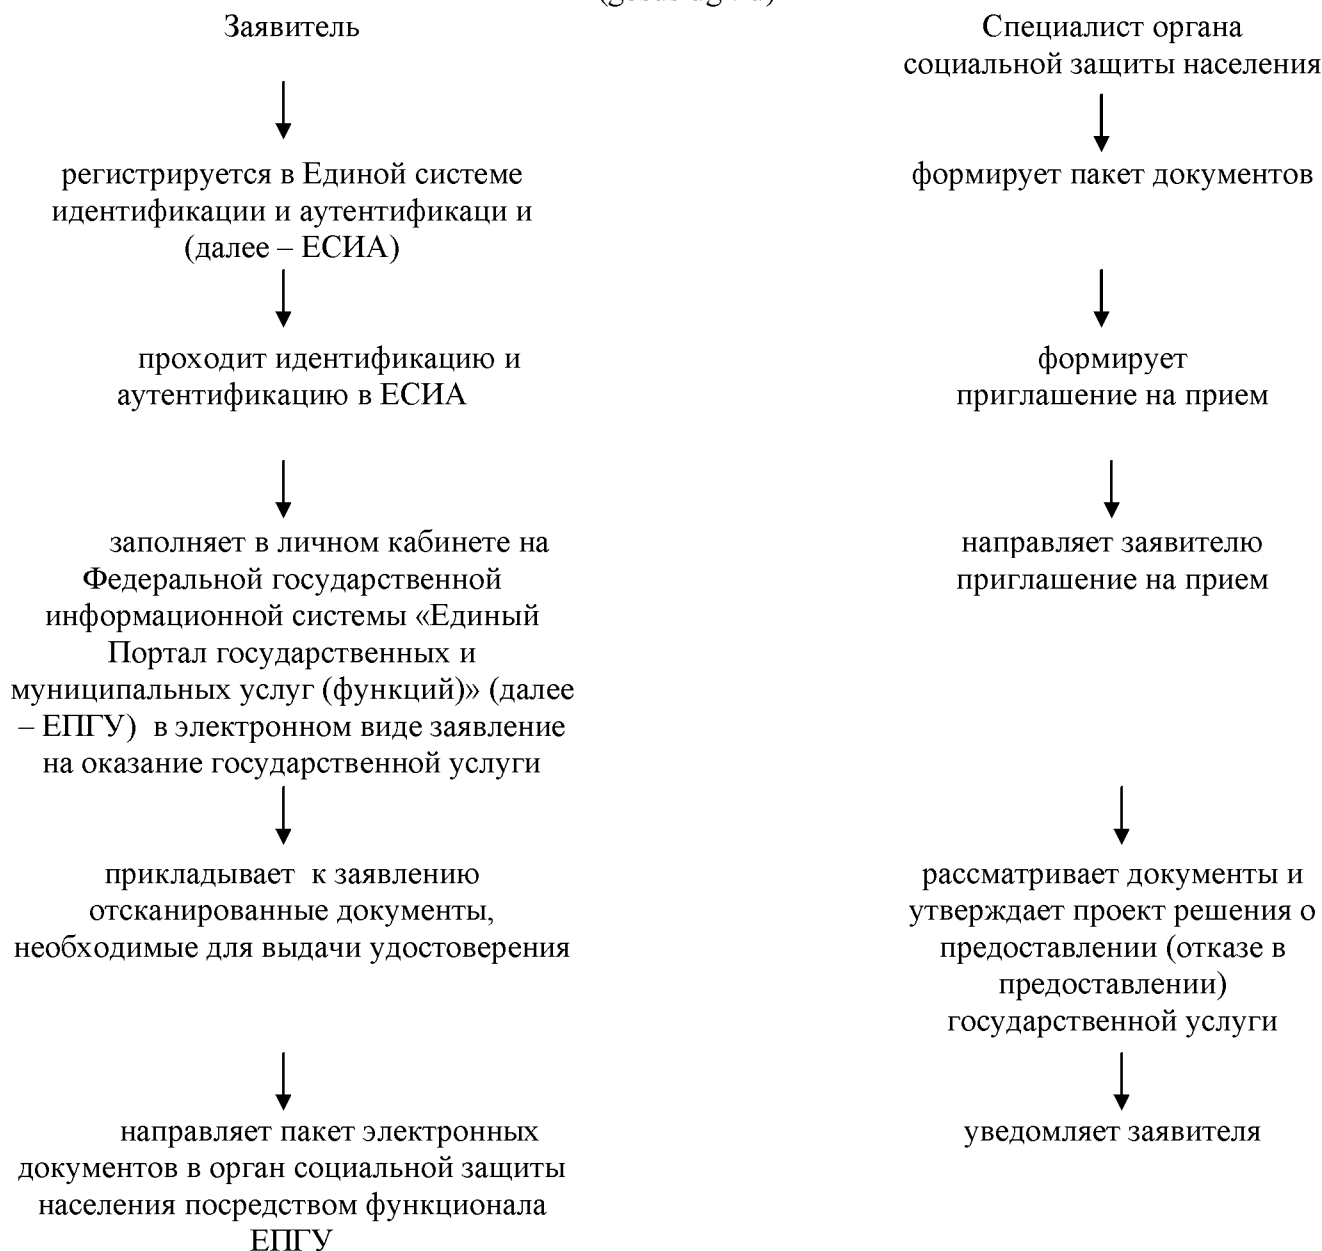 Заявитель
регистрируется в Единой системе
идентификации и аутентификаци и
(далее – ЕСИА)
проходит идентификацию и
аутентификацию в ЕСИА
заполняет в личном кабинете на
Федеральной государственной
информационной системы «Единый
Портал государственных и
муниципальных услуг (функций)» (далее
– ЕПГУ) в электронном виде заявление
на оказание государственной услуги
прикладывает к заявлению
отсканированные документы,
необходимые для выдачи удостоверения
направляет пакет электронных
документов в орган социальной защиты
населения посредством функционала
ЕПГУ
Специалист органа
социальной защиты населения
формирует пакет документов
формирует
приглашение на прием
направляет заявителю
приглашение на прием
рассматривает документы и
утверждает проект решения о
предоставлении (отказе в
предоставлении)
государственной услуги
уведомляет заявителя